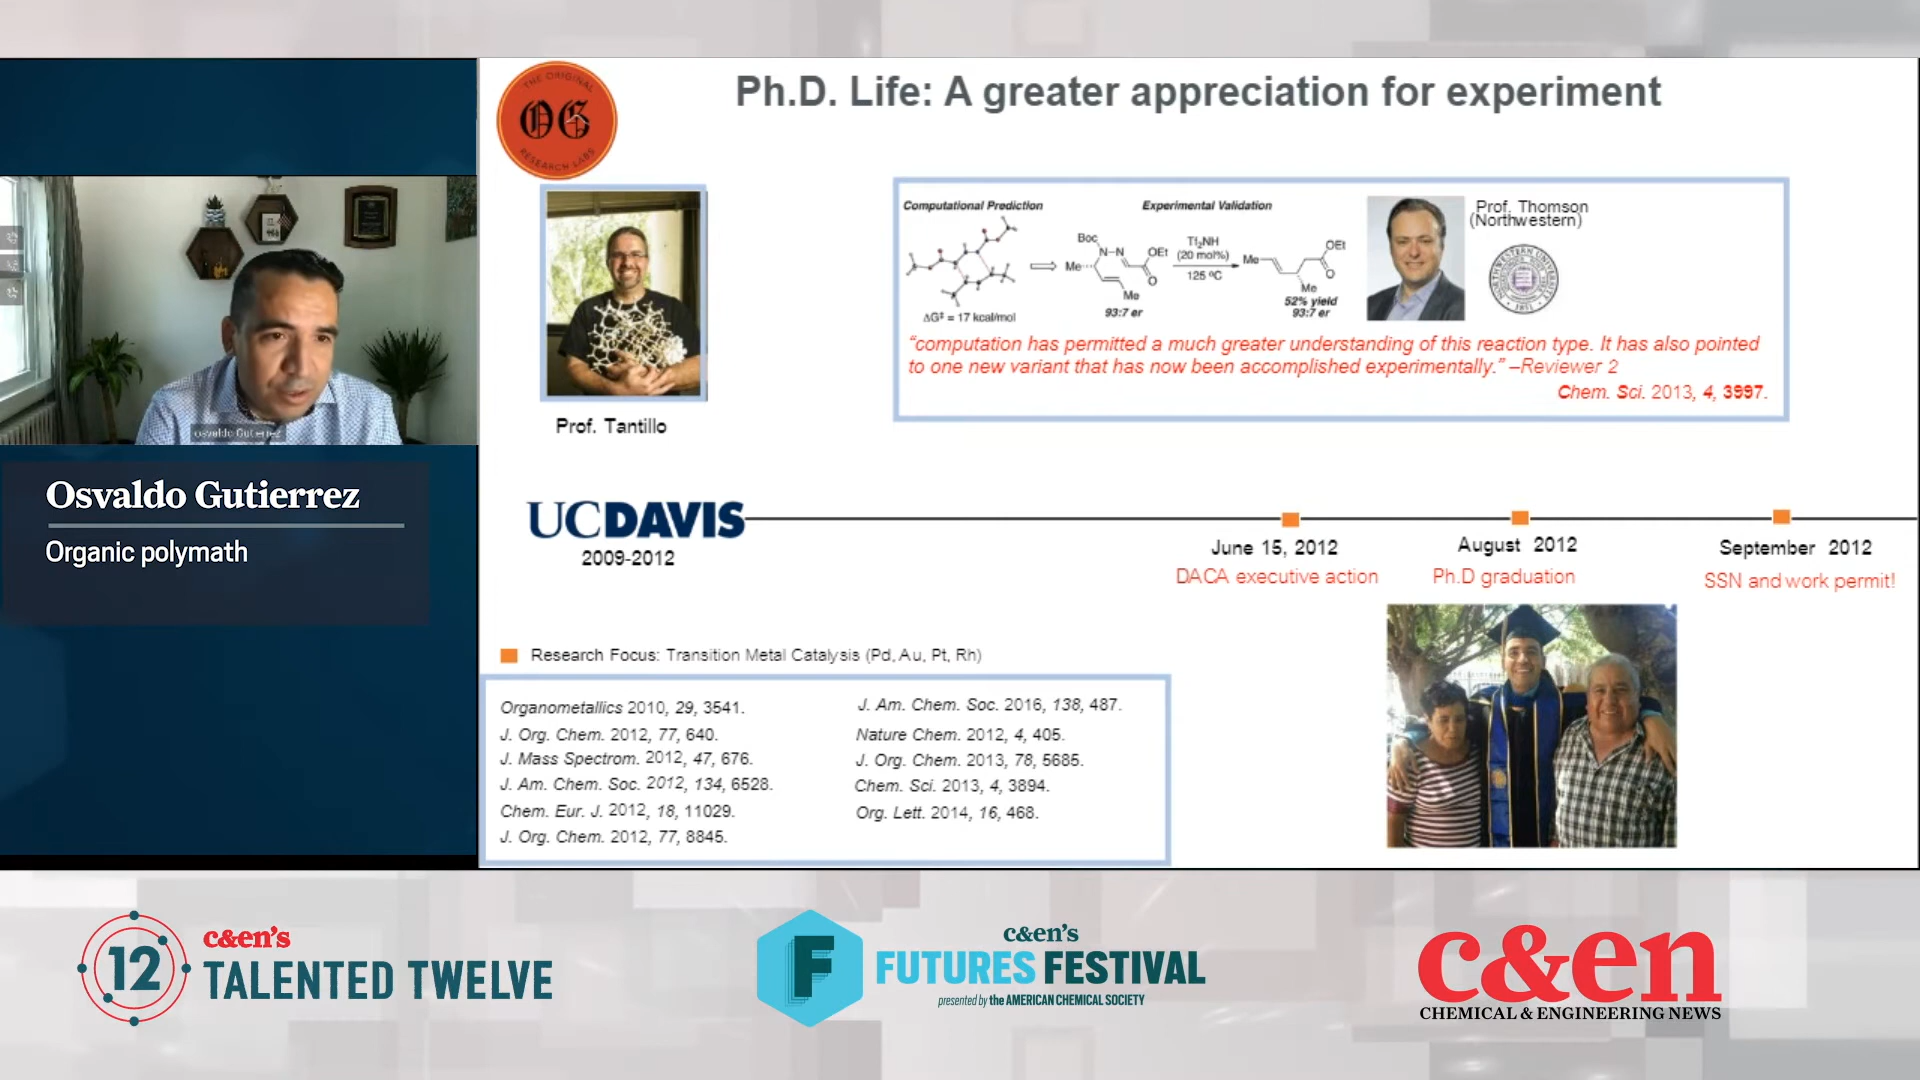 THE ORIGINAL
OG
RESEARCH LABS
Ph.D. Life: A greater appreciation for experiment
Computational Prediction
Experimental Validation
ΔG‡ = 17 kcal/mol
Boc
N–N
OEt
Me
O
Me
93:7 er
Tf₂NH
(20 mol%)
125 ºC
Me
OEt
O
Me
52% yield
93:7 er
Prof. Thomson
(Northwestern)
“computation has permitted a much greater understanding of this reaction type. It has also pointed
to one new variant that has now been accomplished experimentally.” –Reviewer 2
Chem. Sci. 2013, 4, 3997.
Prof. Tantillo
osvaldo Gutierrez
Osvaldo Gutierrez
Organic polymath
UCDAVIS
2009-2012
June 15, 2012
DACA executive action
August 2012
Ph.D graduation
September 2012
SSN and work permit!
Research Focus: Transition Metal Catalysis (Pd, Au, Pt, Rh)
Organometallics 2010, 29, 3541.
J. Org. Chem. 2012, 77, 640.
J. Mass Spectrom. 2012, 47, 676.
J. Am. Chem. Soc. 2012, 134, 6528.
Chem. Eur. J. 2012, 18, 11029.
J. Org. Chem. 2012, 77, 8845.
J. Am. Chem. Soc. 2016, 138, 487.
Nature Chem. 2012, 4, 405.
J. Org. Chem. 2013, 78, 5685.
Chem. Sci. 2013, 4, 3894.
Org. Lett. 2014, 16, 468.
12
c&en's
TALENTED TWELVE
F
c&en's
FUTURES FESTIVAL
presented by the AMERICAN CHEMICAL SOCIETY
c&en
CHEMICAL & ENGINEERING NEWS